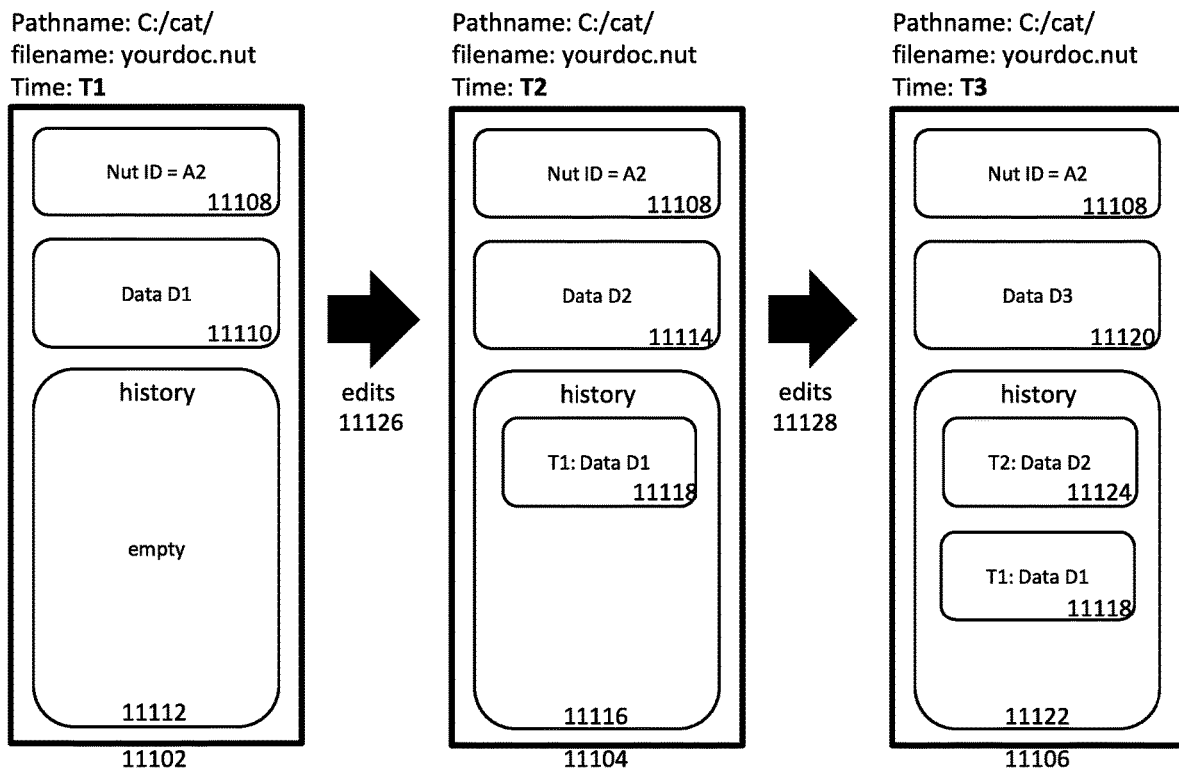 Pathname: C:/cat/
filename: yourdoc.nut
Time: T1
Nut ID = A2
11108
Data D1
11110
history
empty
11112
11102
edits
11126
Pathname: C:/cat/
filename: yourdoc.nut
Time: T2
Nut ID = A2
11108
Data D2
11114
history
T1: Data D1
11118
11116
11104
edits
11128
Pathname: C:/cat/
filename: yourdoc.nut
Time: T3
Nut ID = A2
11108
Data D3
11120
history
T2: Data D2
11124
T1: Data D1
11118
11122
11106